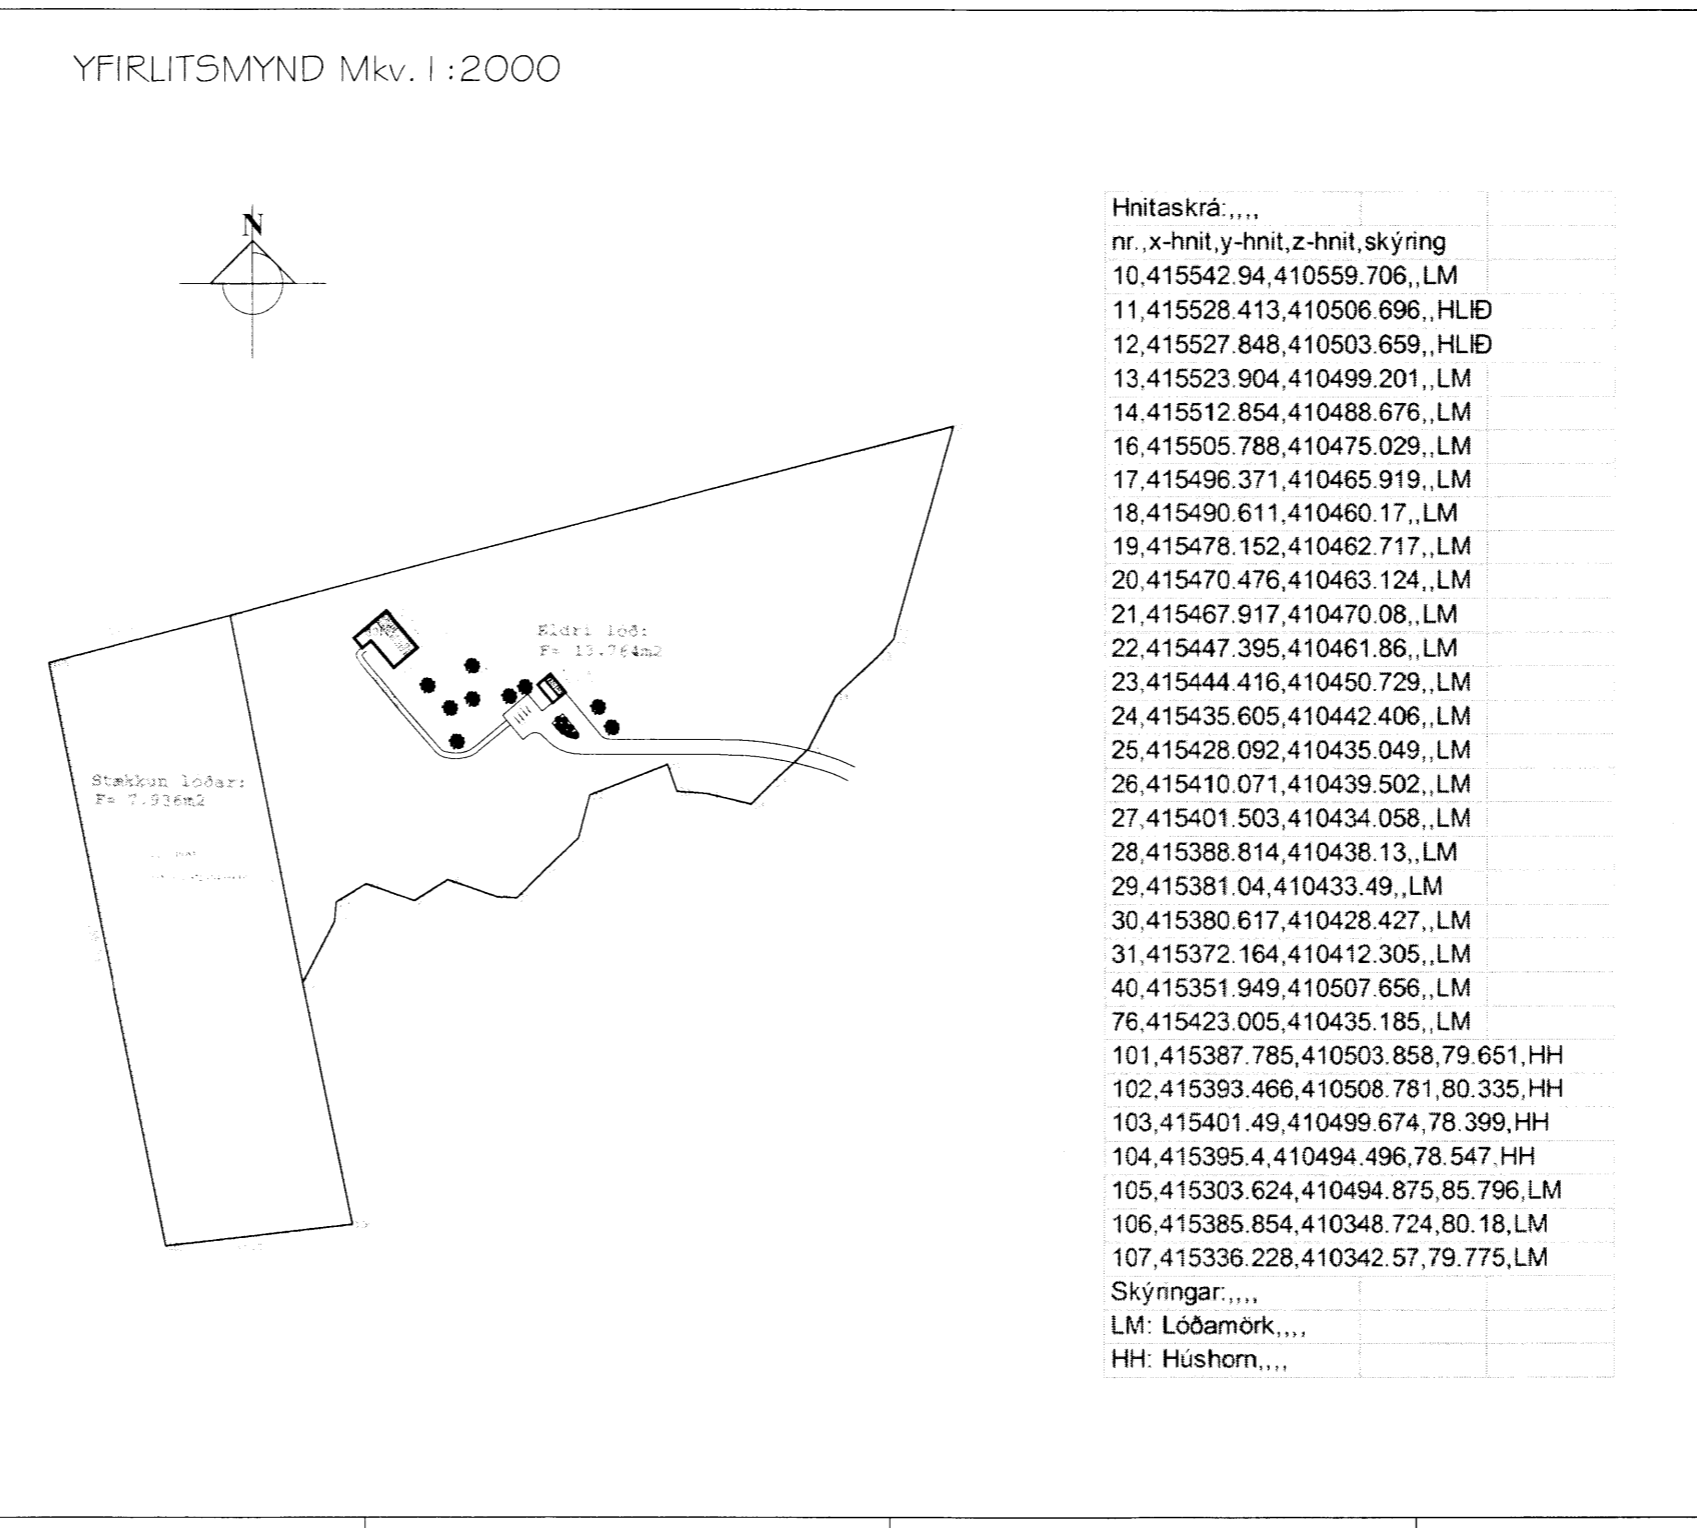 YFIRLITSMYND Mkv. 1:2000
N
Eldri lóð:
F= 13.764m2
Stækkun lóðar:
F= 7.936m2
Hnitaskrá:,,,,
nr.,x-hnit,y-hnit,z-hnit,skýring
10,415542.94,410559.706,,LM
11,415528.413,410506.696,,HLIÐ
12,415527.848,410503.659,,HLIÐ
13,415523.904,410499.201,,LM
14,415512.854,410488.676,,LM
16,415505.788,410475.029,,LM
17,415496.371,410465.919,,LM
18,415490.611,410460.17,,LM
19,415478.152,410462.717,,LM
20,415470.476,410463.124,,LM
21,415467.917,410470.08,,LM
22,415447.395,410461.86,,LM
23,415444.416,410450.729,,LM
24,415435.605,410442.406,,LM
25,415428.092,410435.049,,LM
26,415410.071,410439.502,,LM
27,415401.503,410434.058,,LM
28,415388.814,410438.13,,LM
29,415381.04,410433.49,,LM
30,415380.617,410428.427,,LM
31,415372.164,410412.305,,LM
40,415351.949,410507.656,,LM
76,415423.005,410435.185,,LM
101,415387.785,410503.858,79.651,HH
102,415393.466,410508.781,80.335,HH
103,415401.49,410499.674,78.399,HH
104,415395.4,410494.496,78.547,HH
105,415303.624,410494.875,85.796,LM
106,415385.854,410348.724,80.18,LM
107,415336.228,410342.57,79.775,LM
Skýringar:,,,,
LM: Lóðamörk,,,,
HH: Húshorn,,,,